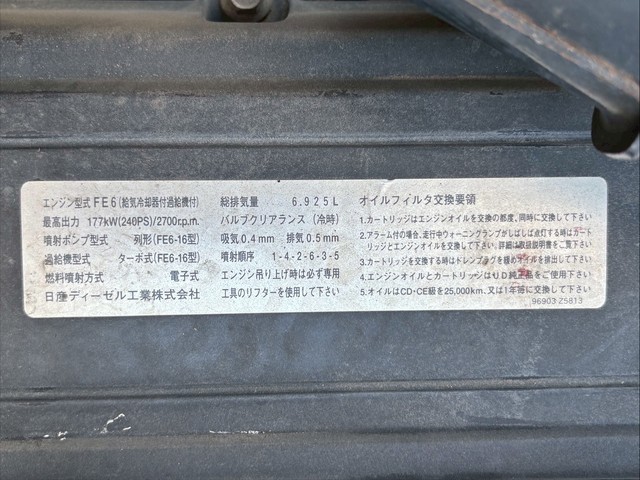 エンジン型式 FE6(給気冷却器付過給機付)
最高出力 177kW(240PS)/2700r.p.m.
噴射ポンプ型式 列形(FE6-16型)
過給機型式 ターボ式(FE6-16型)
燃料噴射方式 電子式
日産ディーゼル工業株式会社
総排気量 6.925L
バルブクリアランス (冷時)
吸気0.4mm 排気0.5mm
噴射順序 1-4-2-6-3-5
エンジン吊り上げ時は必ず専用
工具のリフターを使用して下さい
オイルフィルタ交換要領
1.カートリッジはエンジンオイルを交換の都度、同時に交換して下さい
2.アラーム付の場合、走行中ウォーニングランプがしばしば点灯する時はカート
リッジとエンジンオイルを交換して下さい 詳細は取扱説明書をご覧下さい
3.カートリッジを交換する時はドレンプラグを緩めオイルを排出して下さい
4.エンジンオイルとカートリッジはUD純正品をご使用下さい
5.オイルはCD・CE級を25,000km、又は1年毎に交換して下さい
96903 Z5813